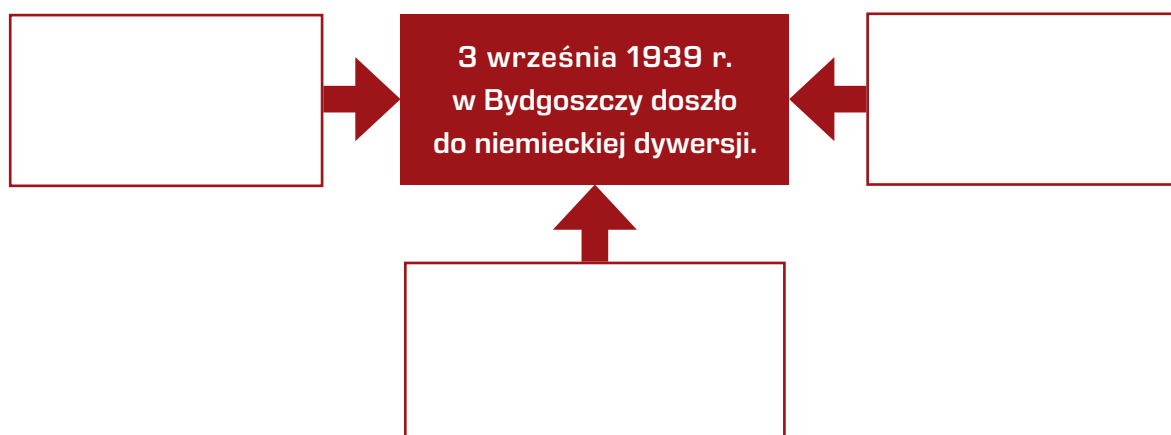 3 września 1939 r.
w Bydgoszczy doszło
do niemieckiej dywersji.